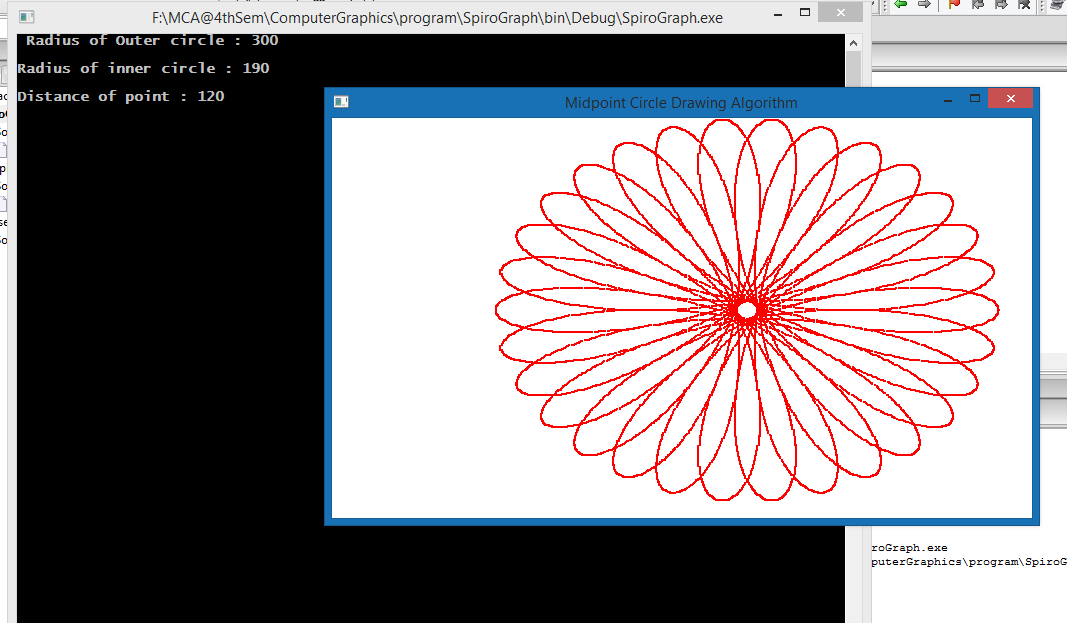 F:\MCA@4thSem\ComputerGraphics\program\SpiroGraph\bin\Debug\SpiroGraph.exe
Radius of Outer circle : 300
Radius of inner circle : 190
Distance of point : 120
Midpoint Circle Drawing Algorithm
roGraph.exe
puterGraphics\program\SpiroG